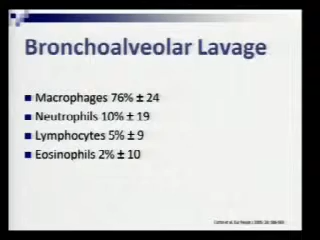 Bronchoalveolar Lavage
Macrophages 76% ± 24
Neutrophils 10% ± 19
Lymphocytes 5% ± 9
Eosinophils 2% ± 10